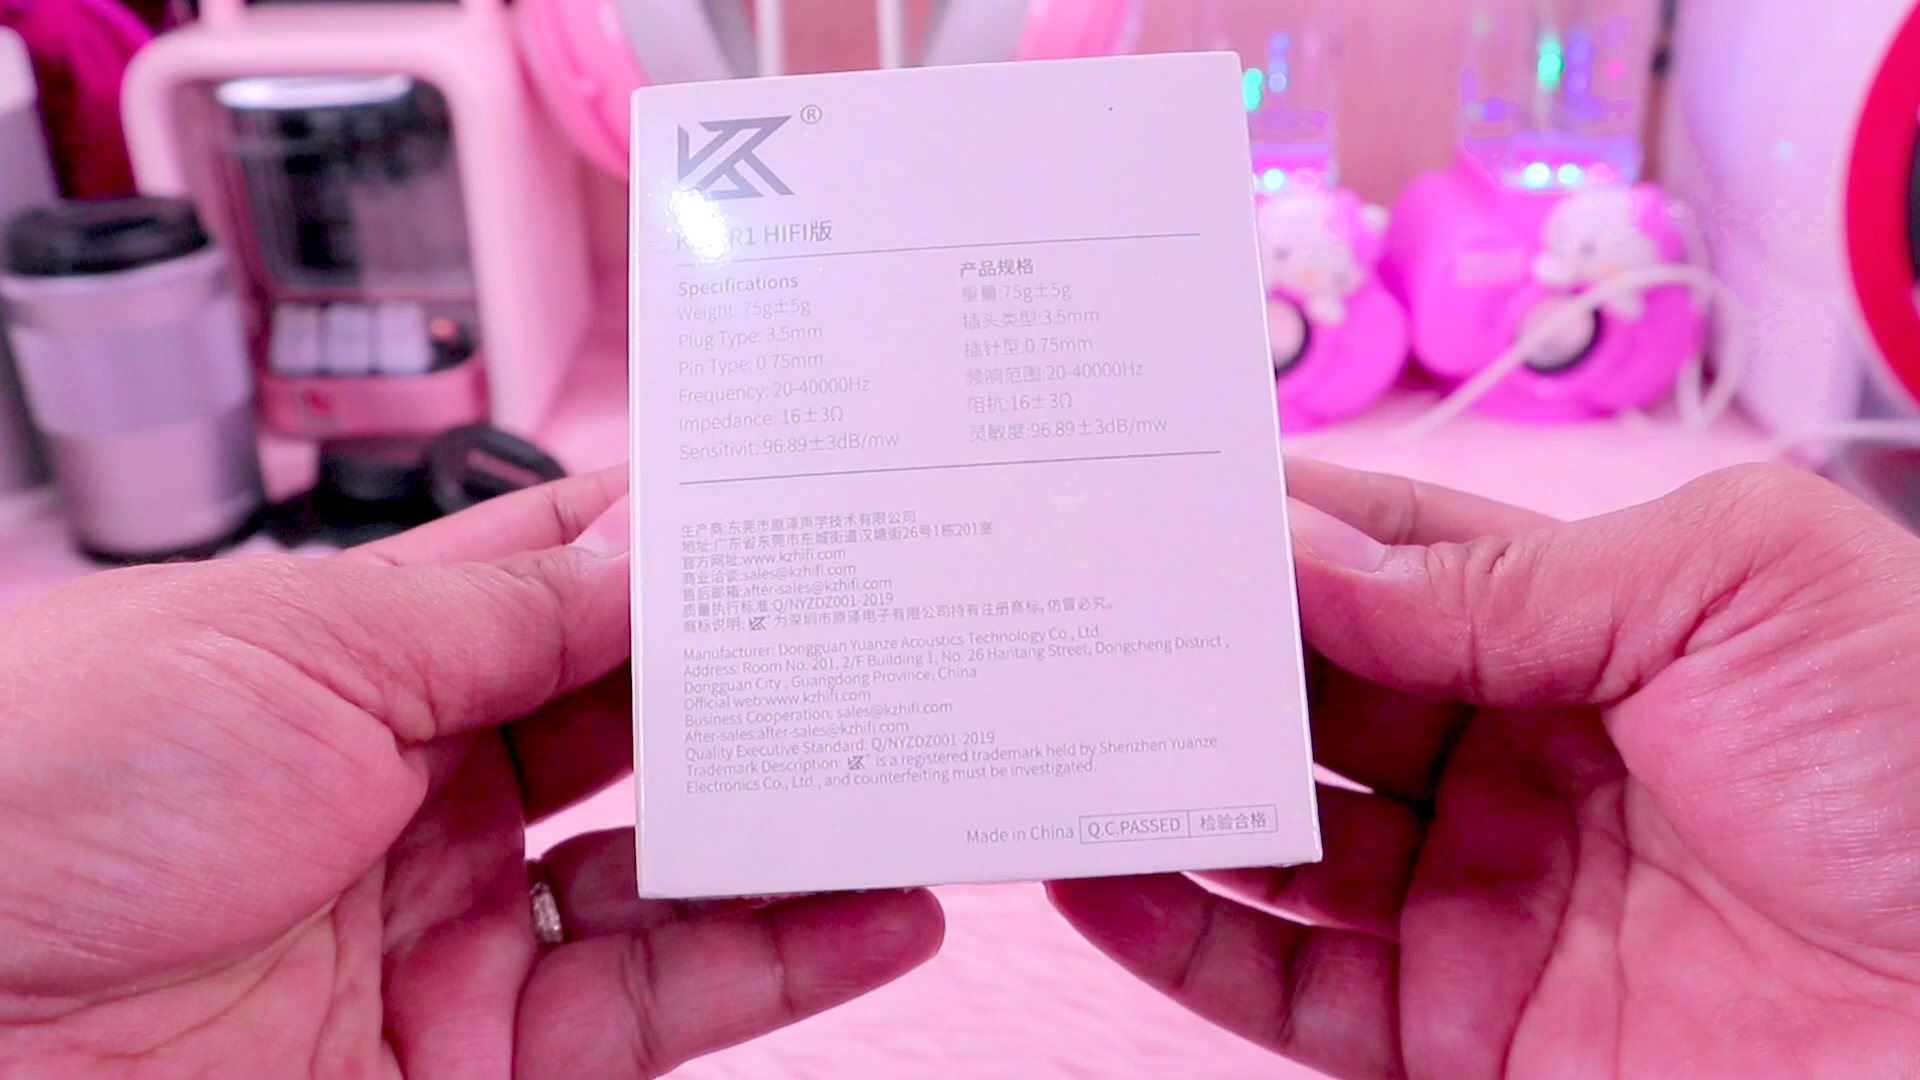 KZ®
R1 HIFI版
Specifications
Weight: 75g±5g
Plug Type: 3.5mm
Pin Type: 0.75mm
Frequency: 20-40000Hz
Impedance: 16±3Ω
Sensitivit: 96.89±3dB/mw
产品规格
重量:75g±5g
插头类型:3.5mm
插针型:0.75mm
频响范围:20-40000Hz
阻抗:16±3Ω
灵敏度:96.89±3dB/mw
生产商:东莞市原泽声学技术有限公司
地址:广东省东莞市东城街道汉塘街26号1栋201室
官方网址:www.kzhifi.com
商业洽谈:sales@kzhifi.com
售后邮箱:after-sales@kzhifi.com
质量执行标准:Q/NYZDZ001-2019
商标说明: KZ 为深圳市原泽电子有限公司持有注册商标,仿冒必究。
Manufacturer: Dongguan Yuanze Acoustics Technology Co., Ltd.
Address: Room No. 201, 2/F Building 1, No. 26 Hantang Street, Dongcheng District ,
Dongguan City , Guangdong Province, China
Official web:www.kzhifi.com
Business Cooperation: sales@kzhifi.com
After-sales:after-sales@kzhifi.com
Quality Executive Standard: Q/NYZDZ001-2019
Trademark Description: KZ is a registered trademark held by Shenzhen Yuanze
Electronics Co., Ltd , and counterfeiting must be investigated.
Made in China Q.C.PASSED 检验合格